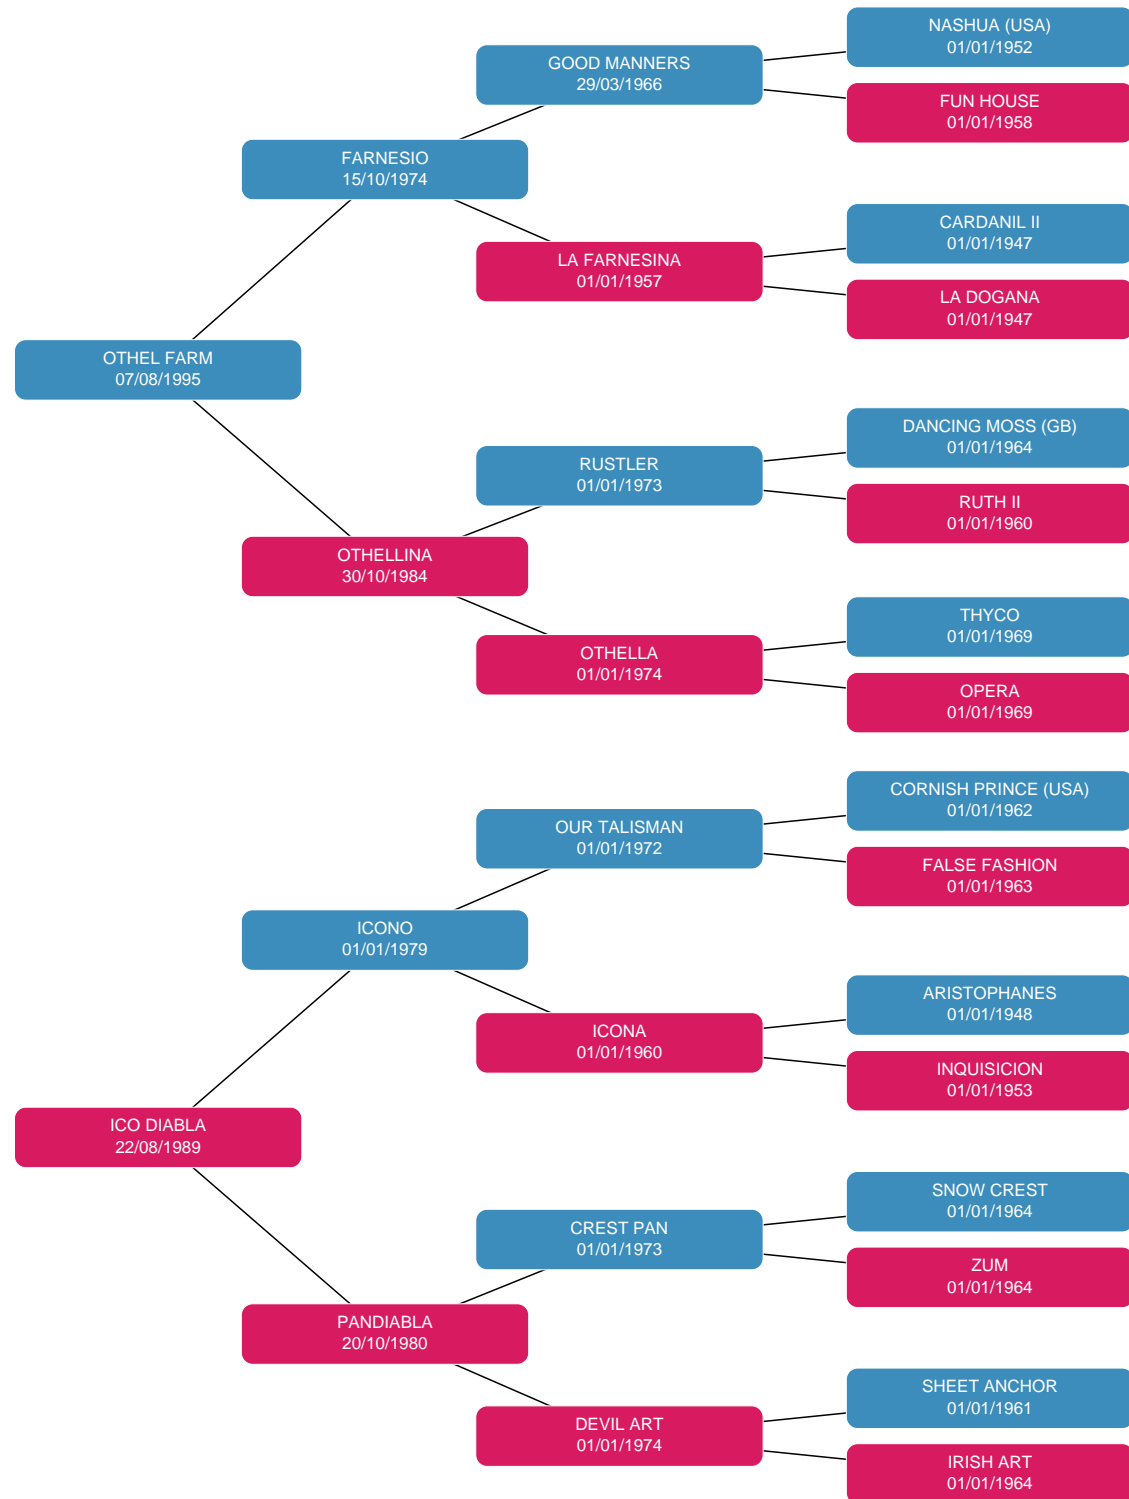 NASHUA (USA)
01/01/1952
GOOD MANNERS
29/03/1966
FUN HOUSE
01/01/1958
FARNESIO
15/10/1974
CARDANIL II
01/01/1947
LA FARNESINA
01/01/1957
LA DOGANA
01/01/1947
OTHEL FARM
07/08/1995
DANCING MOSS (GB)
01/01/1964
RUSTLER
01/01/1973
RUTH II
01/01/1960
OTHELLINA
30/10/1984
THYCO
01/01/1969
OTHELLA
01/01/1974
OPERA
01/01/1969
CORNISH PRINCE (USA)
01/01/1962
OUR TALISMAN
01/01/1972
FALSE FASHION
01/01/1963
ICONO
01/01/1979
ARISTOPHANES
01/01/1948
ICONA
01/01/1960
INQUISICION
01/01/1953
ICO DIABLA
22/08/1989
SNOW CREST
01/01/1964
CREST PAN
01/01/1973
ZUM
01/01/1964
PANDIABLA
20/10/1980
SHEET ANCHOR
01/01/1961
DEVIL ART
01/01/1974
IRISH ART
01/01/1964